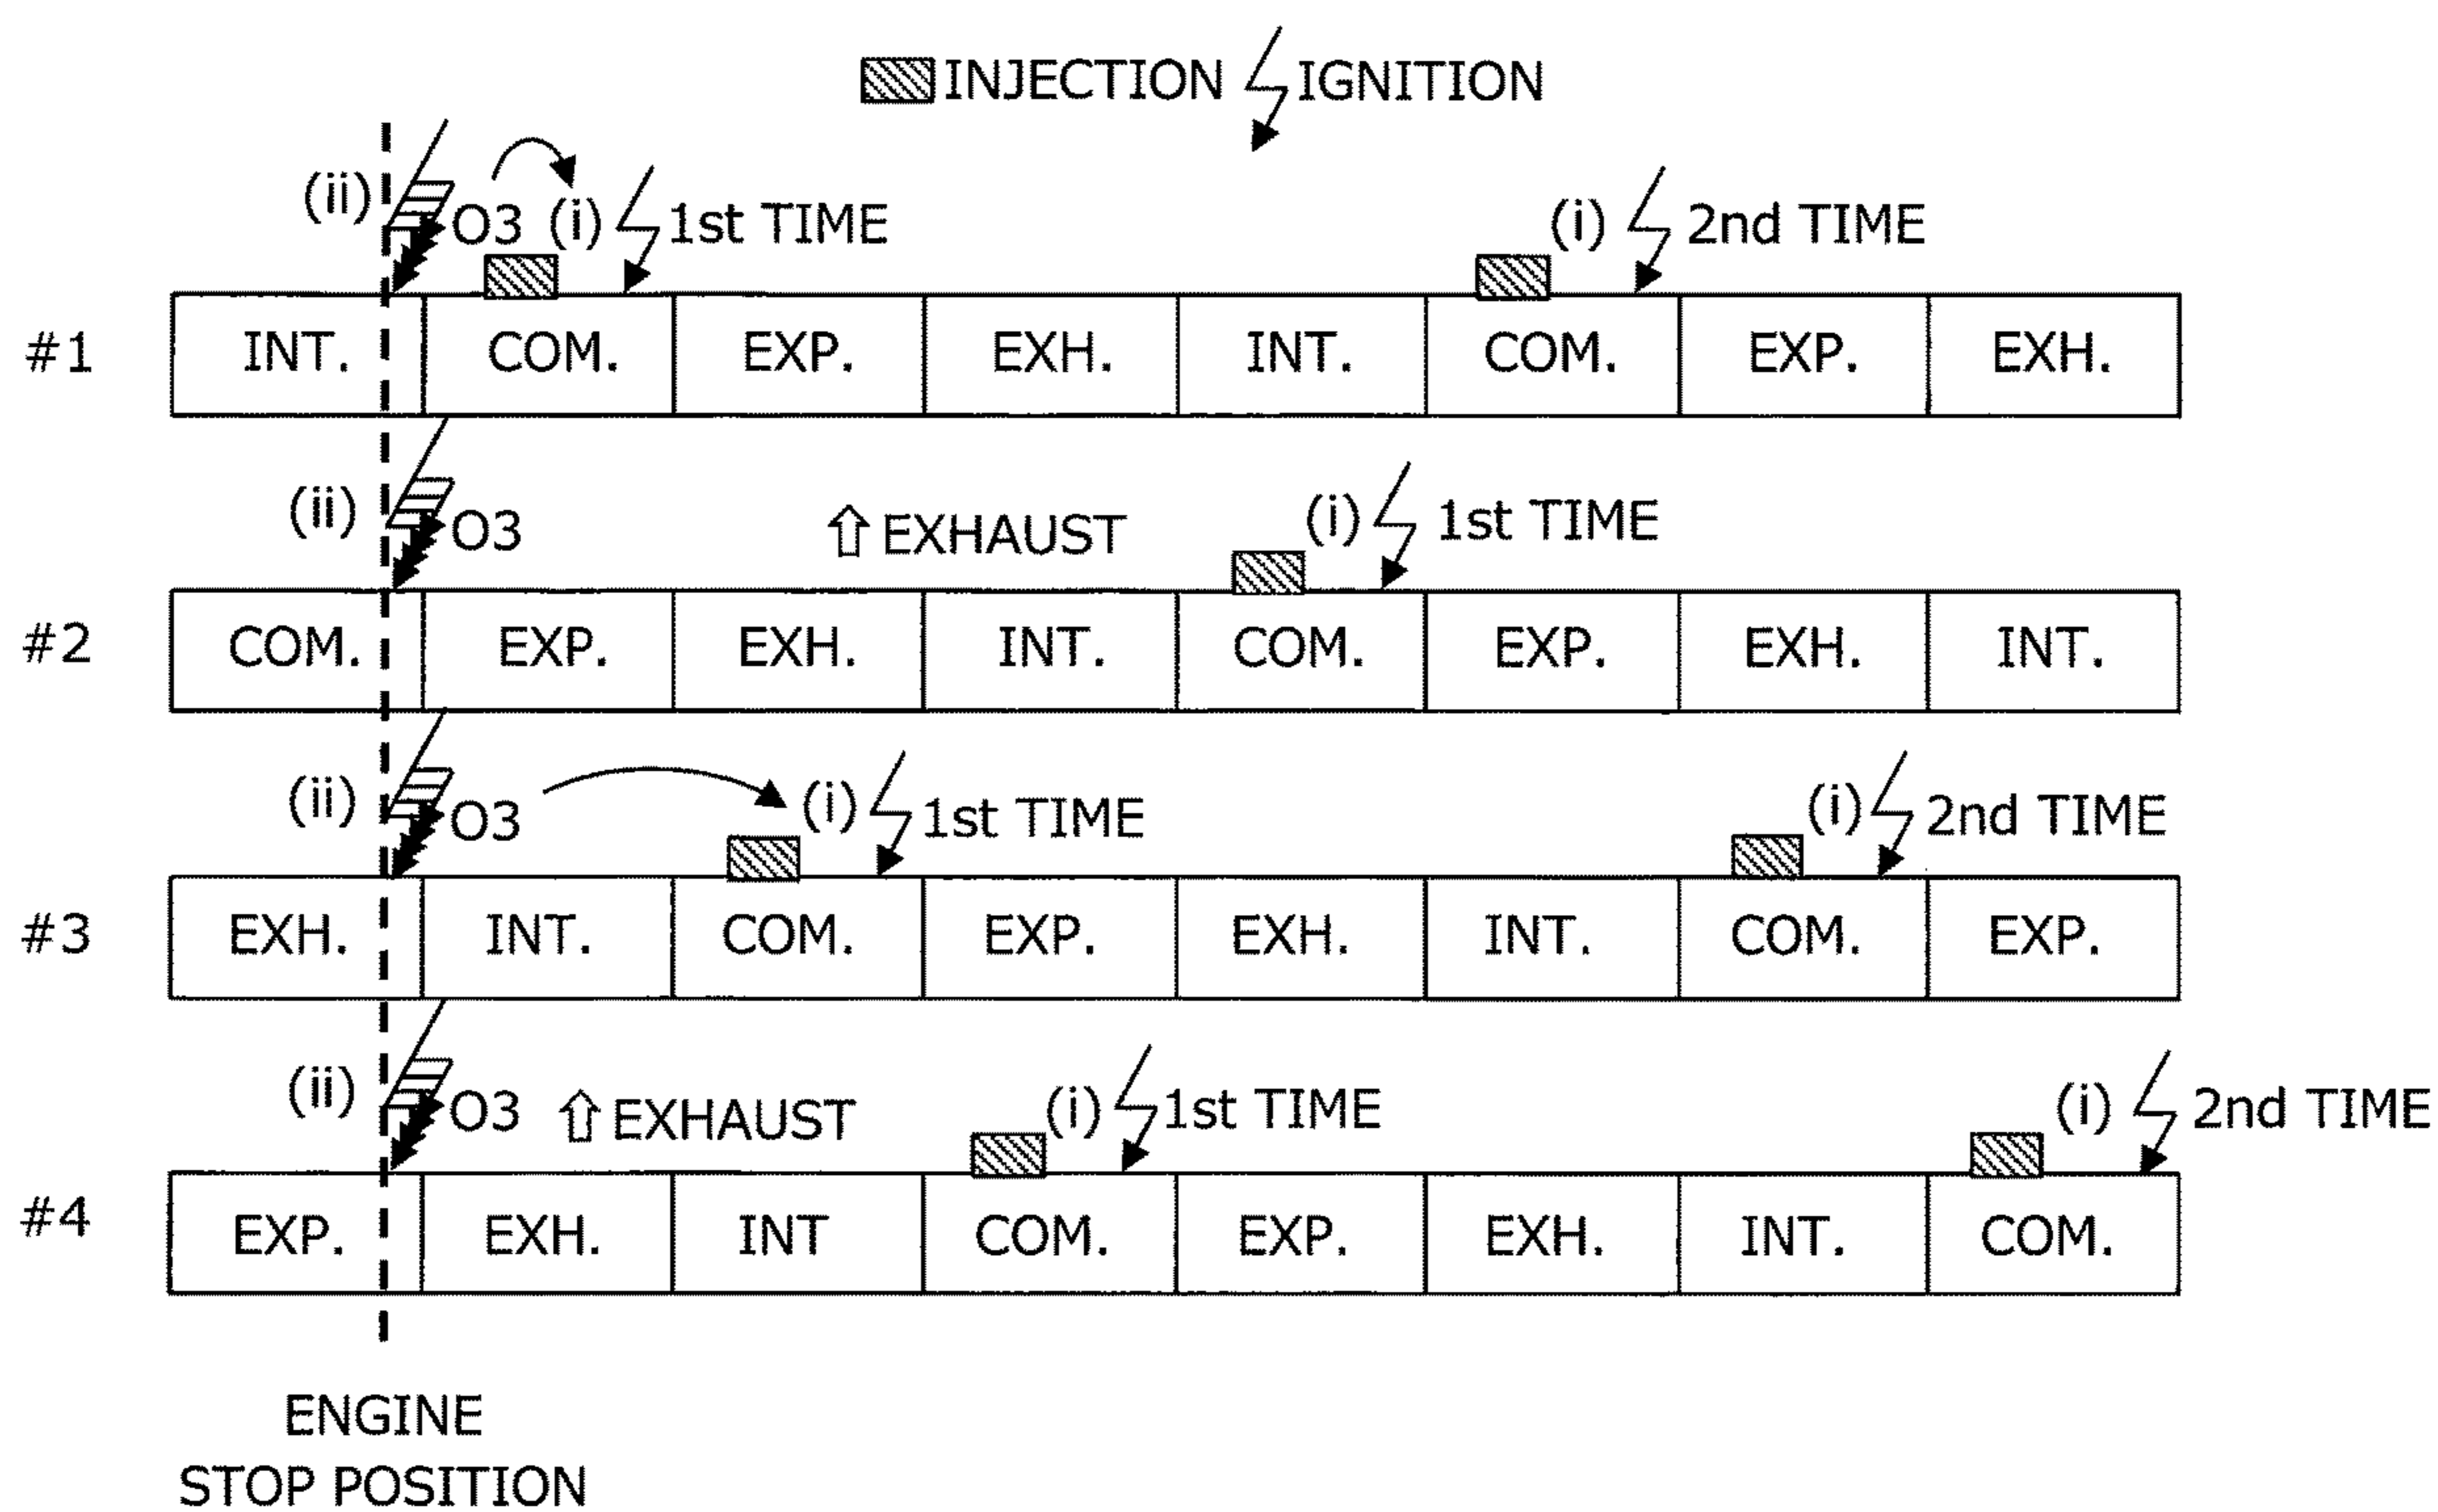 INJECTION IGNITION
(ii) O3 (i) 1st TIME (i) 2nd TIME
#1 INT. COM. EXP. EXH. INT. COM. EXP. EXH.
(ii) O3 EXHAUST (i) 1st TIME
#2 COM. EXP. EXH. INT. COM. EXP. EXH. INT.
(ii) O3 (i) 1st TIME (i) 2nd TIME
#3 EXH. INT. COM. EXP. EXH. INT. COM. EXP.
(ii) O3 EXHAUST (i) 1st TIME (i) 2nd TIME
#4 EXP. EXH. INT COM. EXP. EXH. INT. COM.
ENGINE
STOP POSITION